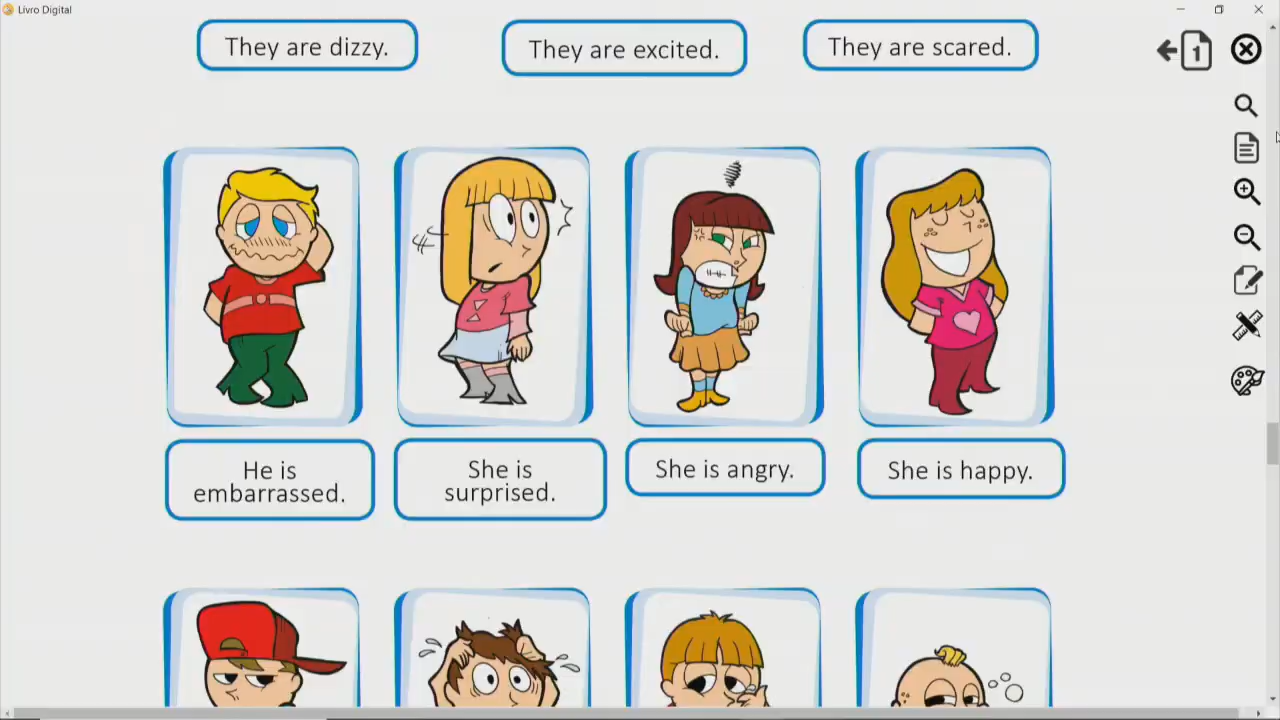 Livro Digital
They are dizzy.
They are excited.
They are scared.
1
He is
embarrassed.
She is
surprised.
She is angry.
She is happy.